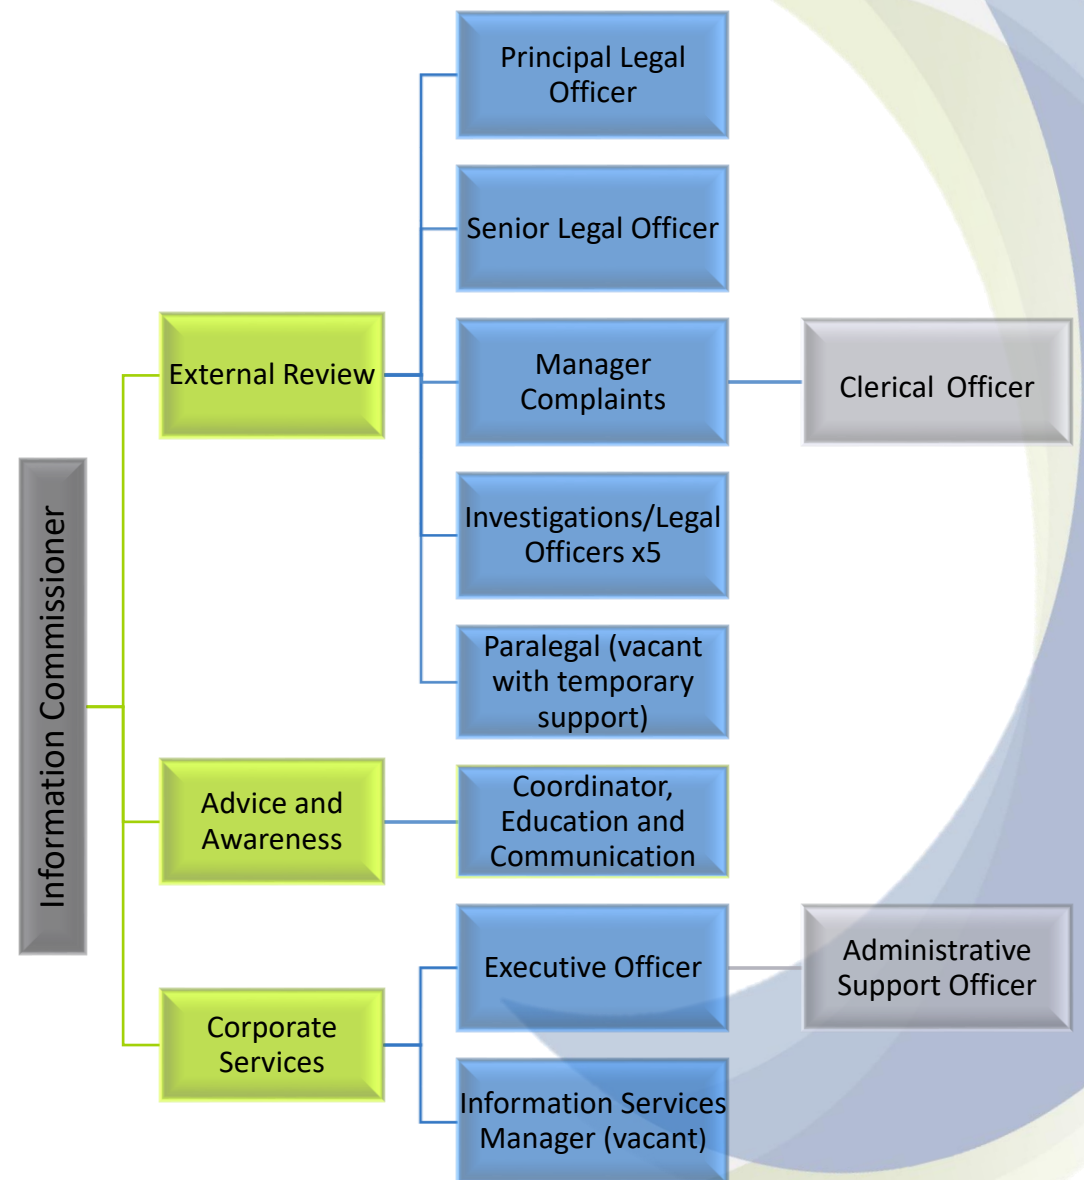 Information Commissioner
External Review
Principal Legal
Officer
Senior Legal Officer
Manager
Complaints
Clerical Officer
Investigations/Legal
Officers x5
Paralegal (vacant
with temporary
support)
Advice and
Awareness
Coordinator,
Education and
Communication
Corporate
Services
Executive Officer
Administrative
Support Officer
Information Services
Manager (vacant)